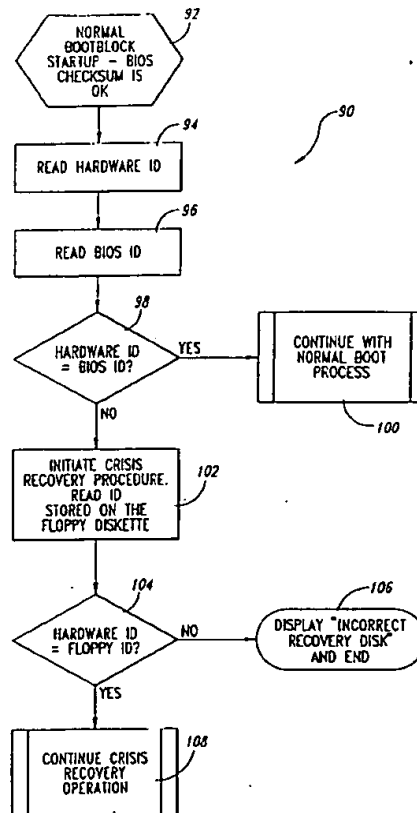 92
NORMAL
BOOTBLOCK
STARTUP - BIOS
CHECKSUM IS
OK
90
94
READ HARDWARE ID
96
READ BIOS ID
98
HARDWARE ID
= BIOS ID?
YES
NO
CONTINUE WITH
NORMAL BOOT
PROCESS
100
INITIATE CRISIS
RECOVERY PROCEDURE.
READ ID
STORED ON THE
FLOPPY DISKETTE
102
104
HARDWARE ID
= FLOPPY ID?
NO
YES
106
DISPLAY "INCORRECT
RECOVERY DISK"
AND END
CONTINUE CRISIS
RECOVERY
OPERATION
108